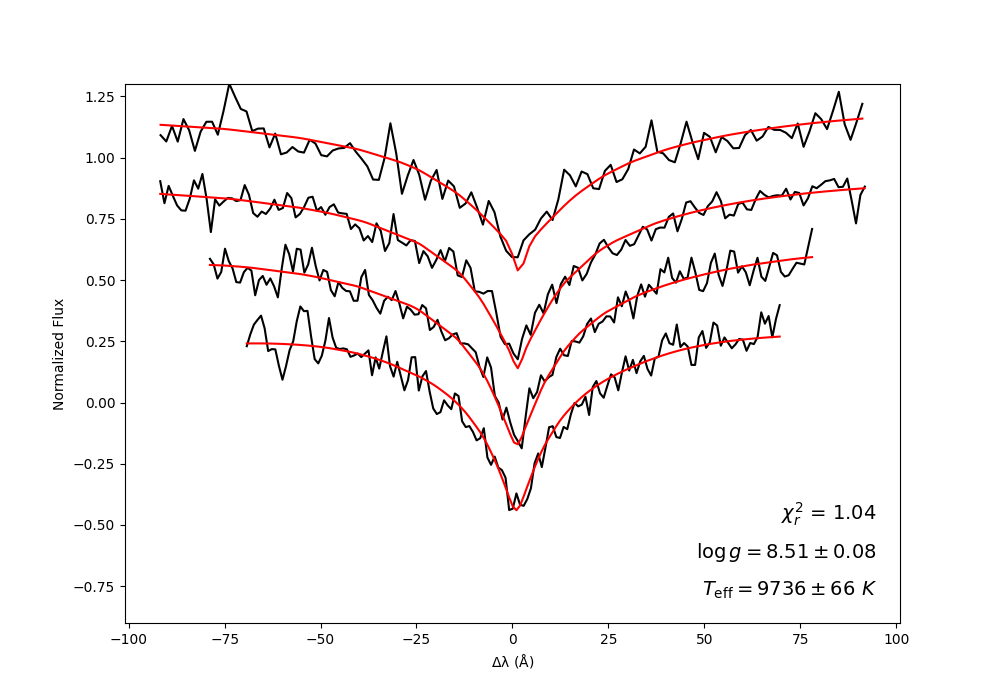 1.25
1.00
0.75
0.50
0.25
0.00
−0.25
−0.50
−0.75
Normalized Flux
χ²ᵣ = 1.04
log g = 8.51 ± 0.08
T_eff = 9736 ± 66 K
−100 −75 −50 −25 0 25 50 75 100
Δλ (Å)